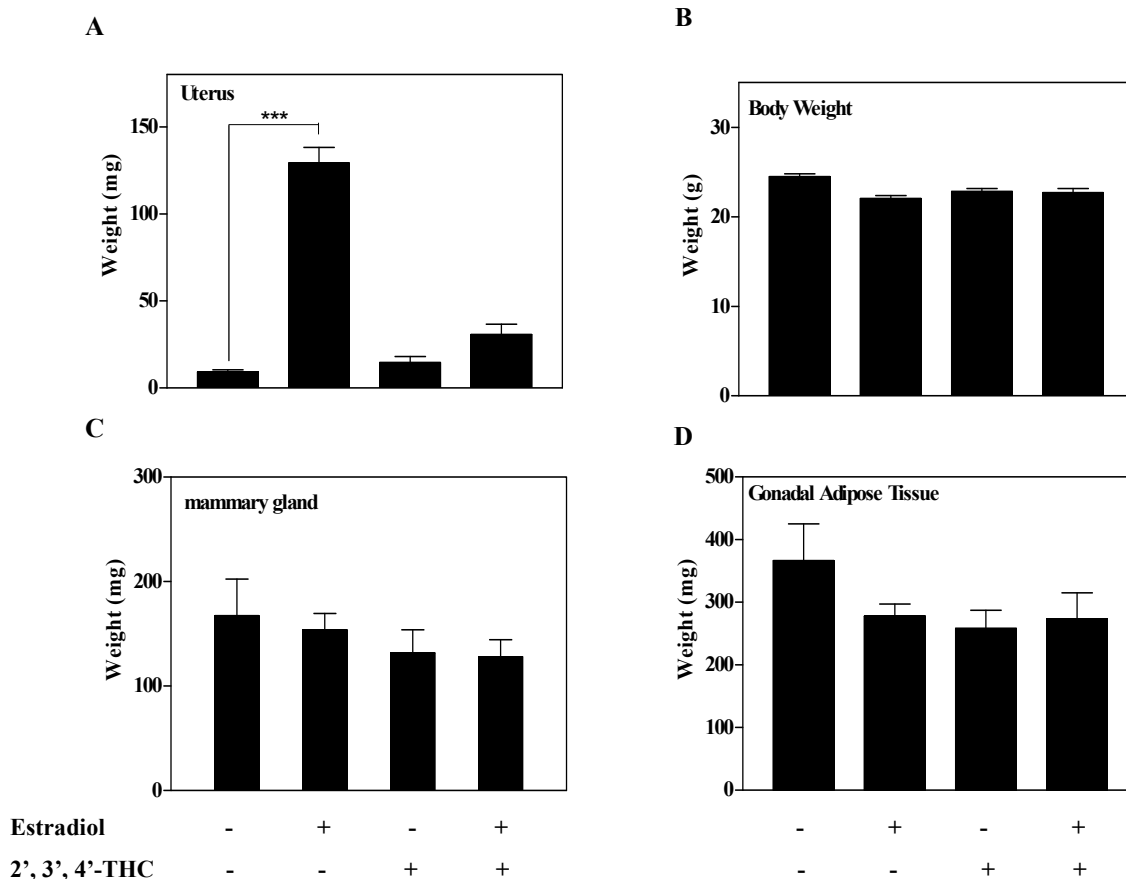 A
Uterus
***
Weight (mg)
150
100
50
0
B
Body Weight
Weight (g)
30
20
10
0
C
mammary gland
Weight (mg)
300
200
100
0
D
Gonadal Adipose Tissue
Weight (mg)
500
400
300
200
100
0
Estradiol - + - + - + - +
2’, 3’, 4’-THC - - + + - - + +